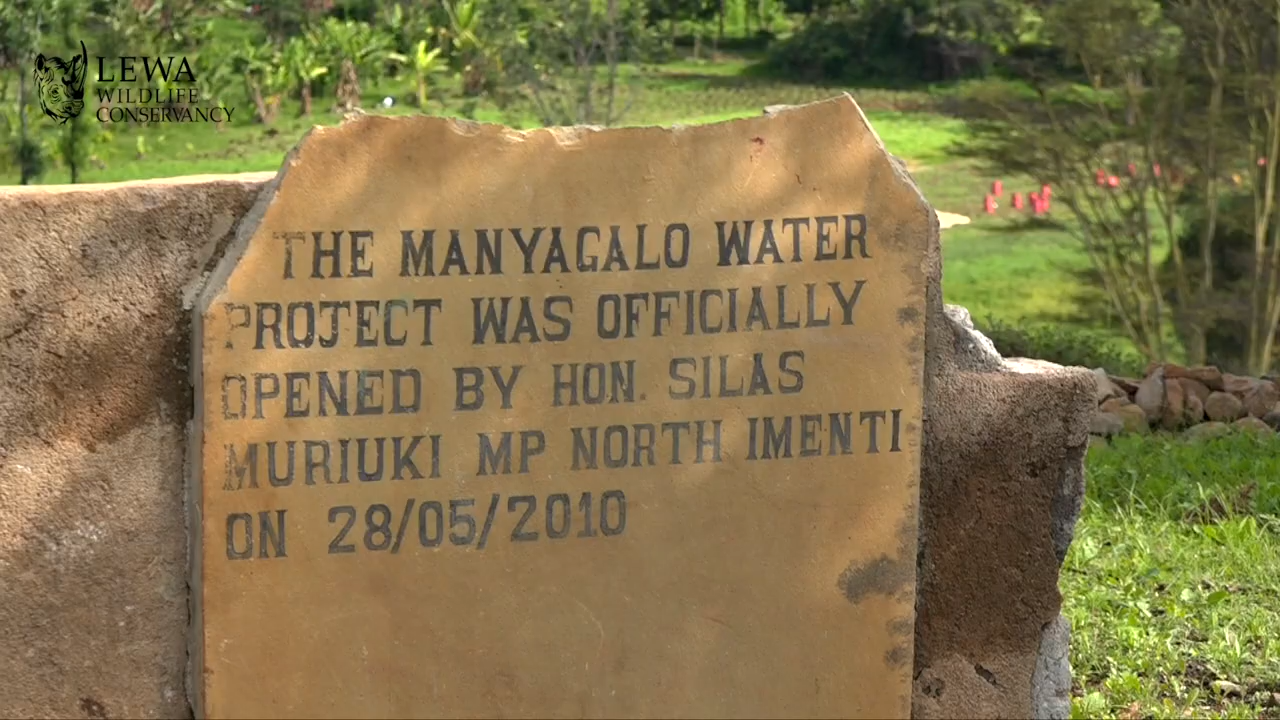 LEWA
WILDLIFE
CONSERVANCY
THE MANYAGALO WATER
PROJECT WAS OFFICIALLY
OPENED BY HON. SILAS
MURIUKI MP NORTH IMENTI
ON 28/05/2010